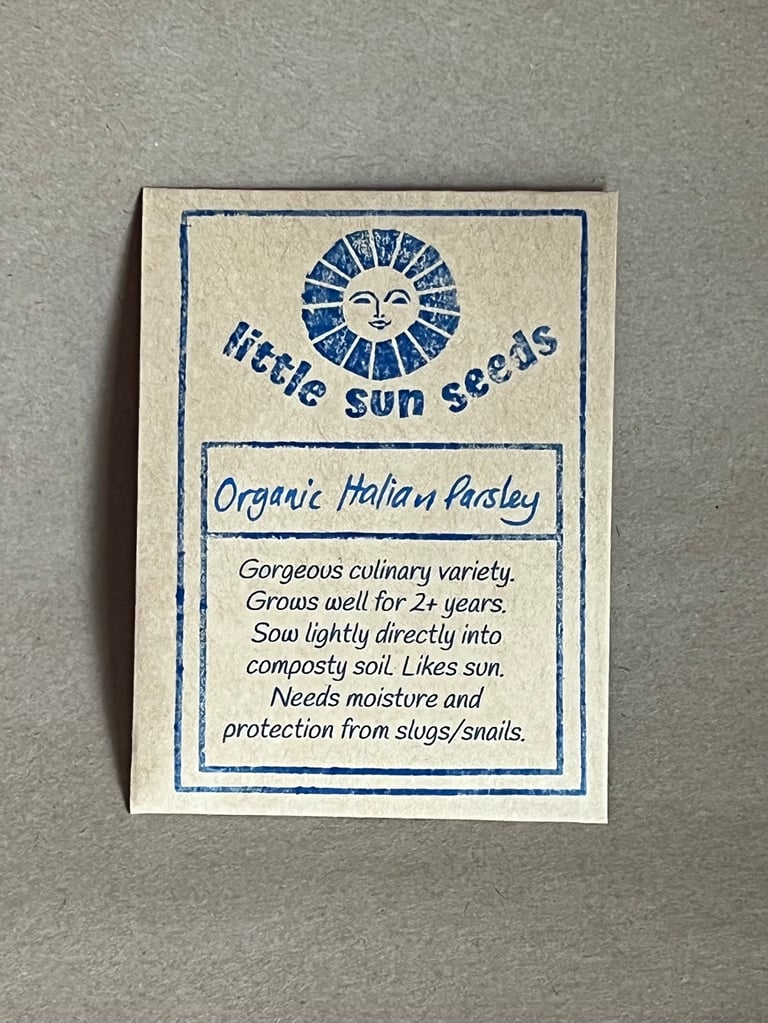 little sun seeds
Organic Italian Parsley
Gorgeous culinary variety.
Grows well for 2+ years.
Sow lightly directly into
composty soil. Likes sun.
Needs moisture and
protection from slugs/snails.